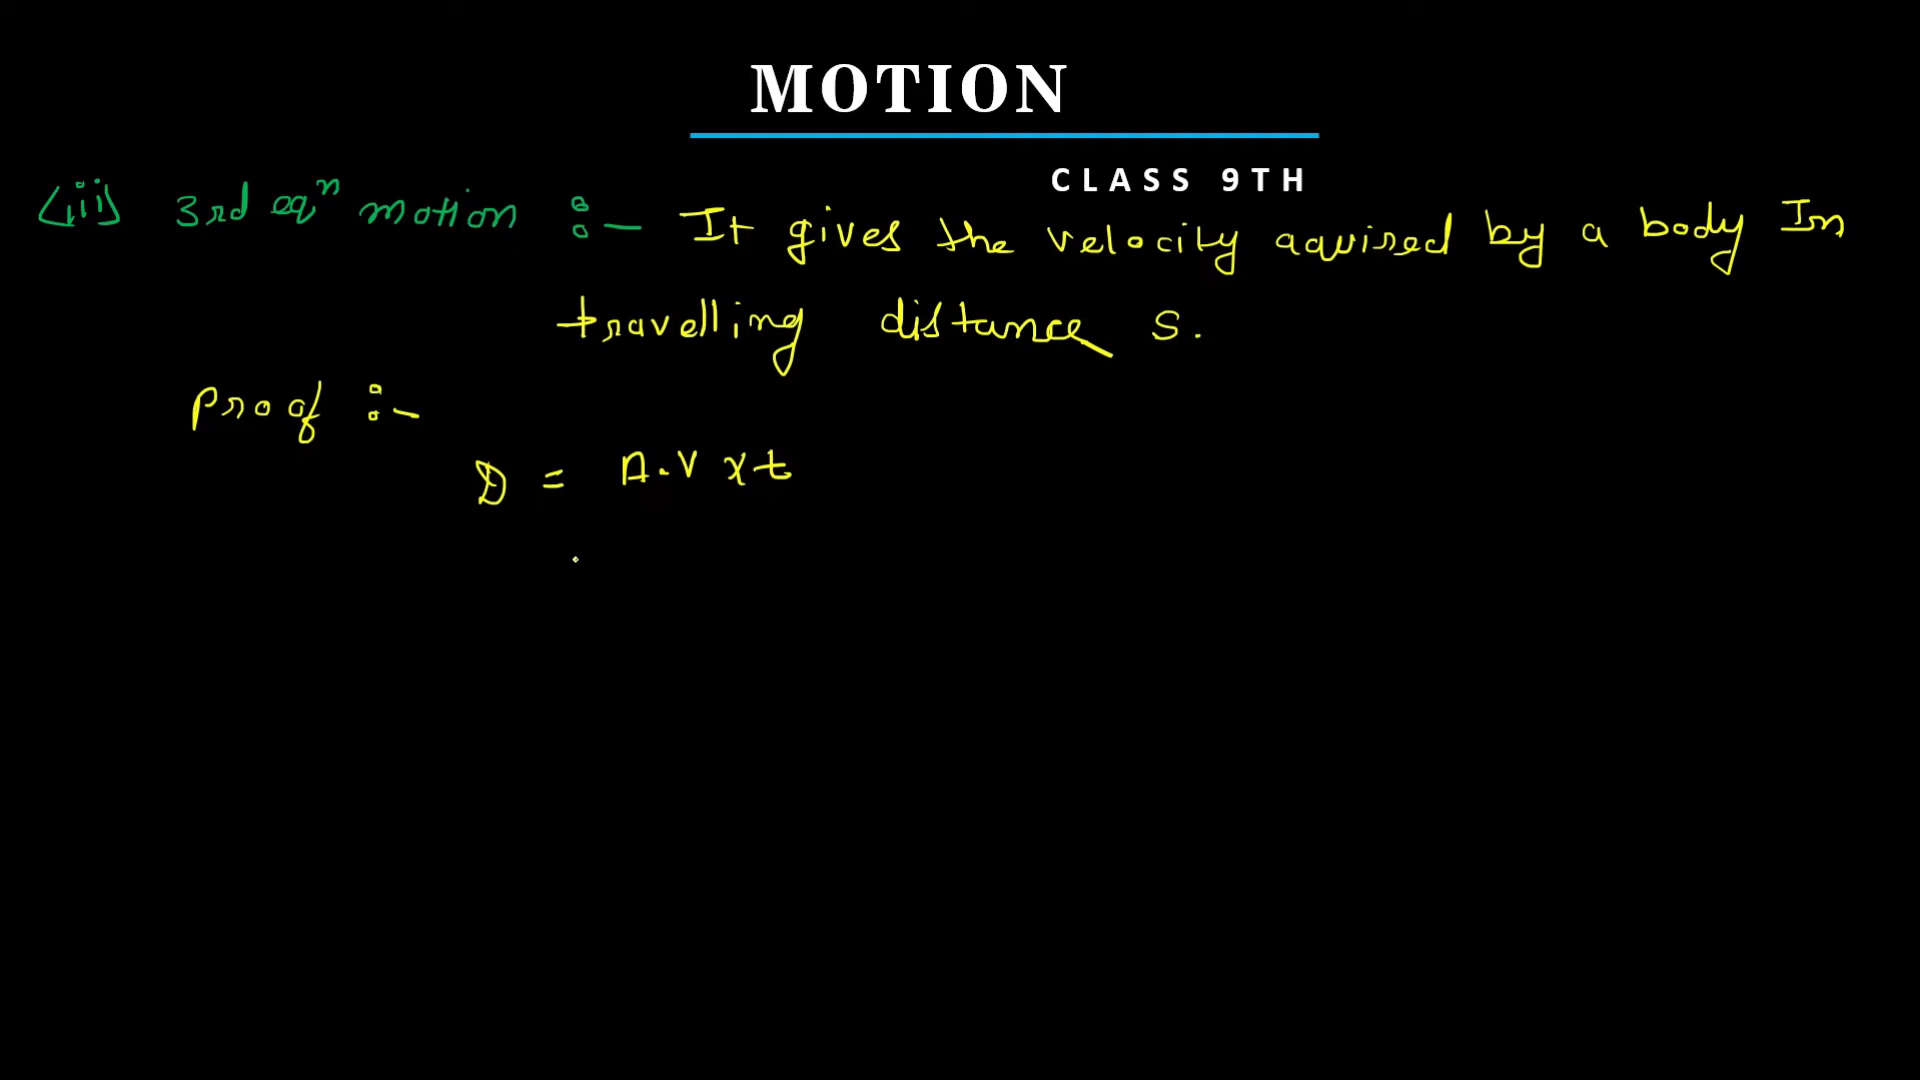 MOTION
CLASS 9TH
(iii) 3rd eqⁿ motion :- It gives the velocity aquired by a body In
travelling distance s.
Proof :-
D = A.V x t